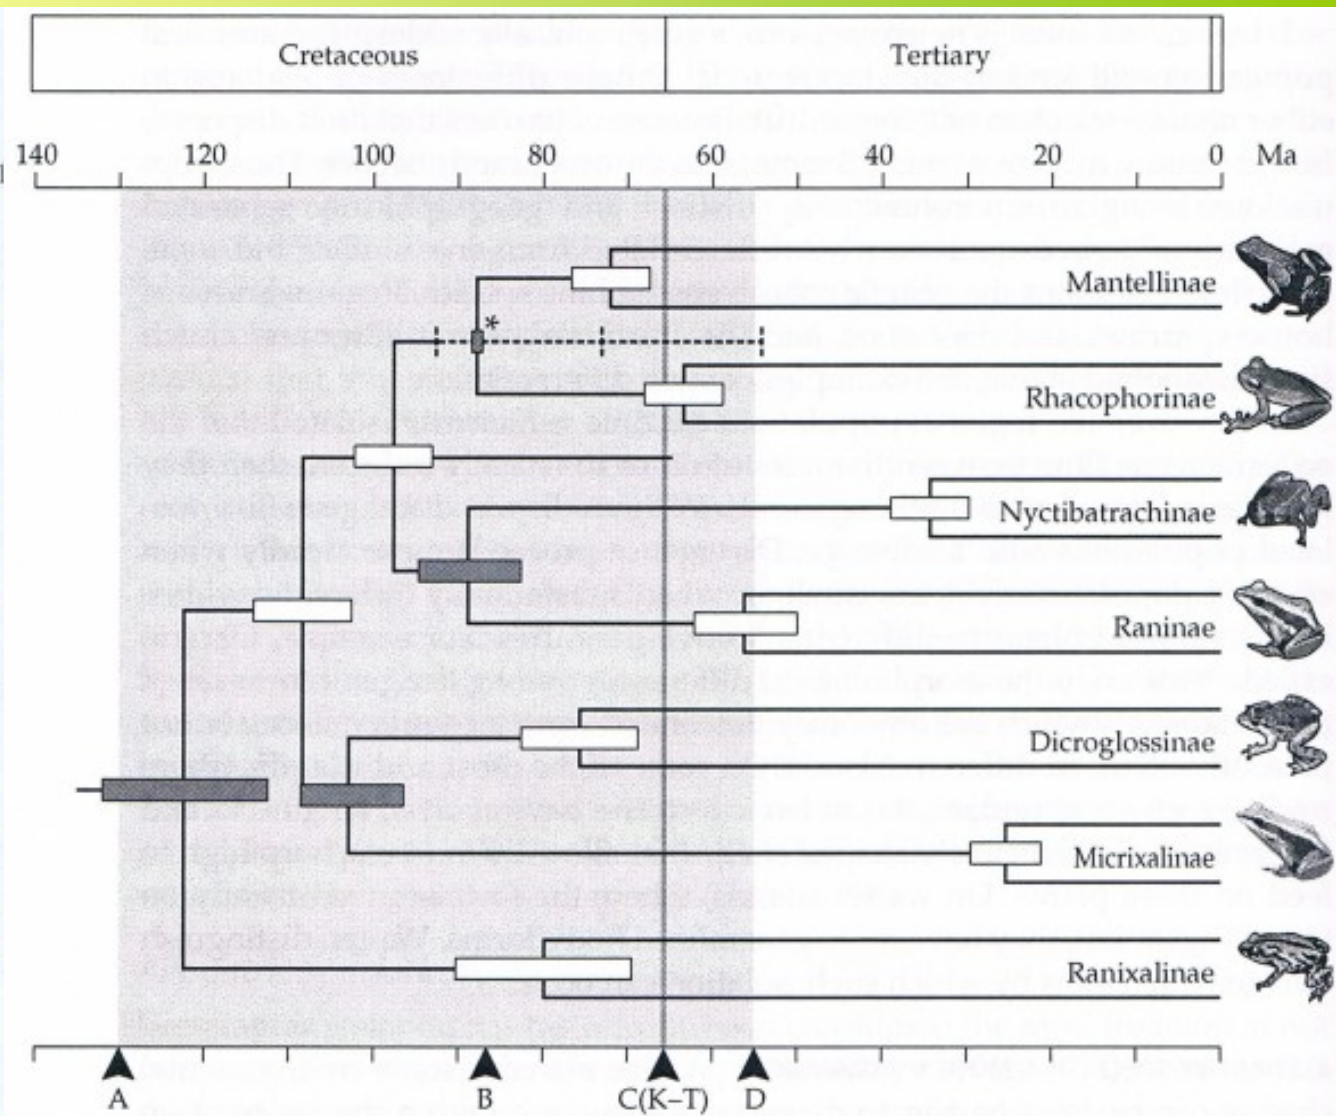 Cretaceous Tertiary
140 120 100 80 60 40 20 0 Ma
Mantellinae
*
Rhacophorinae
Nyctibatrachinae
Raninae
Dicroglossinae
Micrixalinae
Ranixalinae
A B C(K–T) D